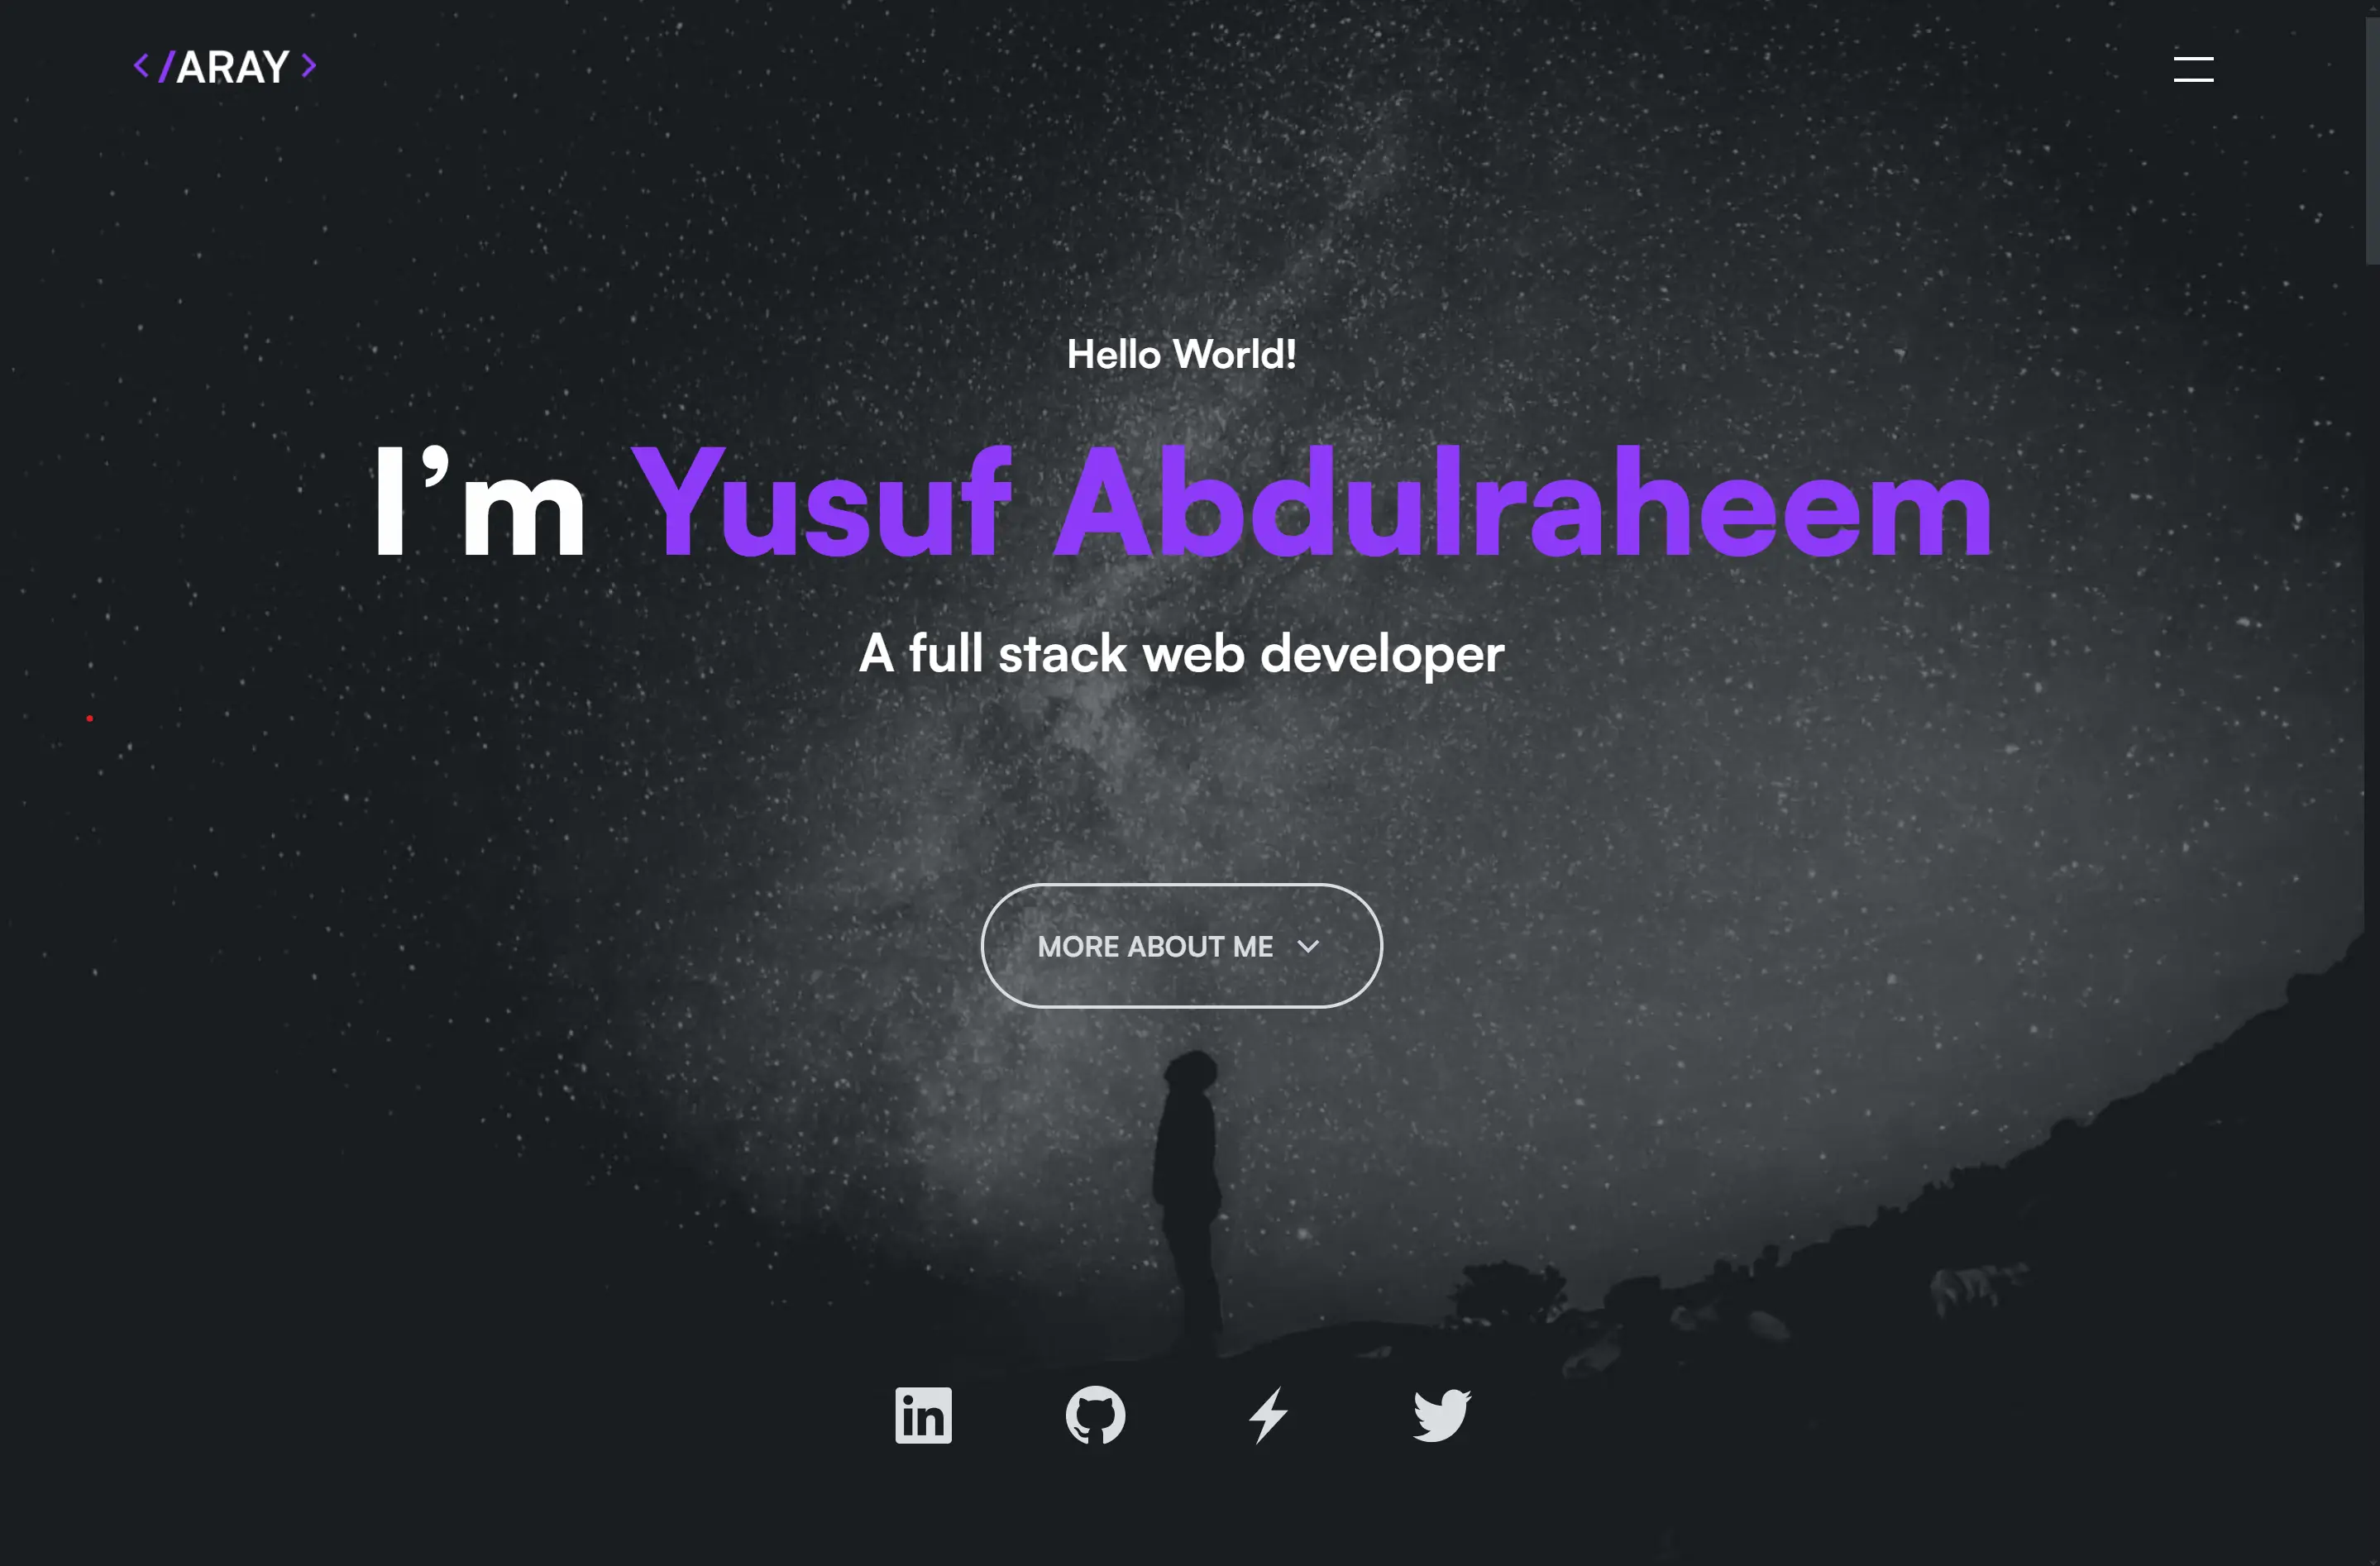 </ARAY>
Hello World!
I’m Yusuf Abdulraheem
A full stack web developer
MORE ABOUT ME
in